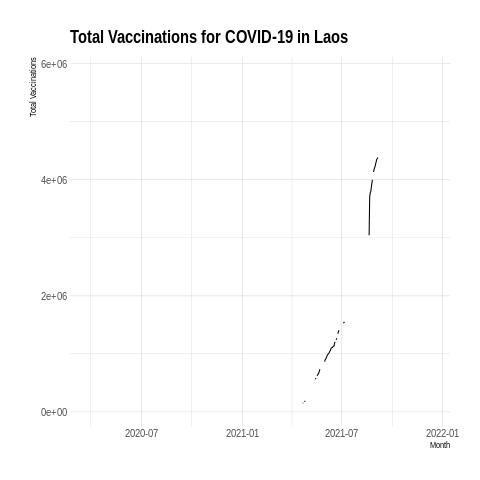 Total Vaccinations for COVID-19 in Laos
Total Vaccinations
6e+06
4e+06
2e+06
0e+00
2020-07 2021-01 2021-07 2022-01
Month